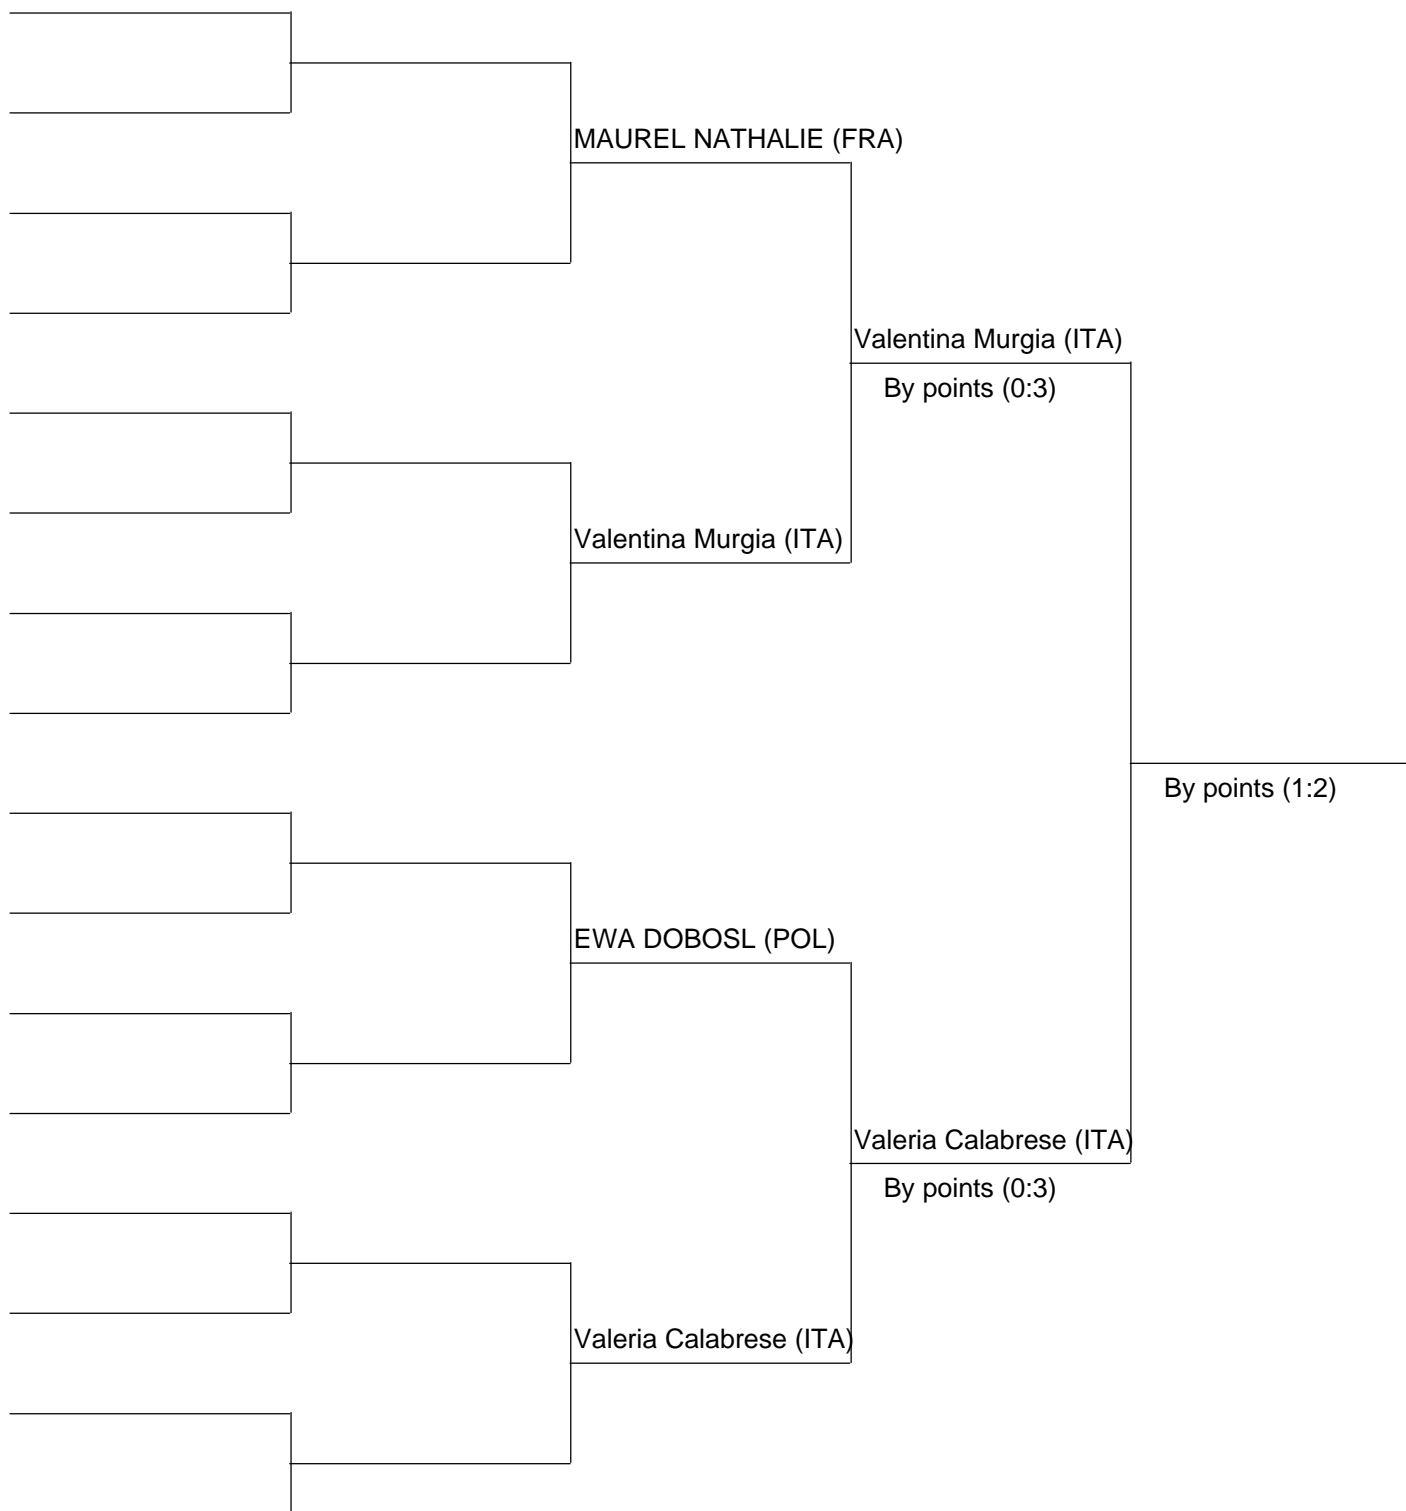 MAUREL NATHALIE (FRA)
Valentina Murgia (ITA)
By points (0:3)
Valentina Murgia (ITA)
By points (1:2)
EWA DOBOSL (POL)
Valeria Calabrese (ITA)
By points (0:3)
Valeria Calabrese (ITA)